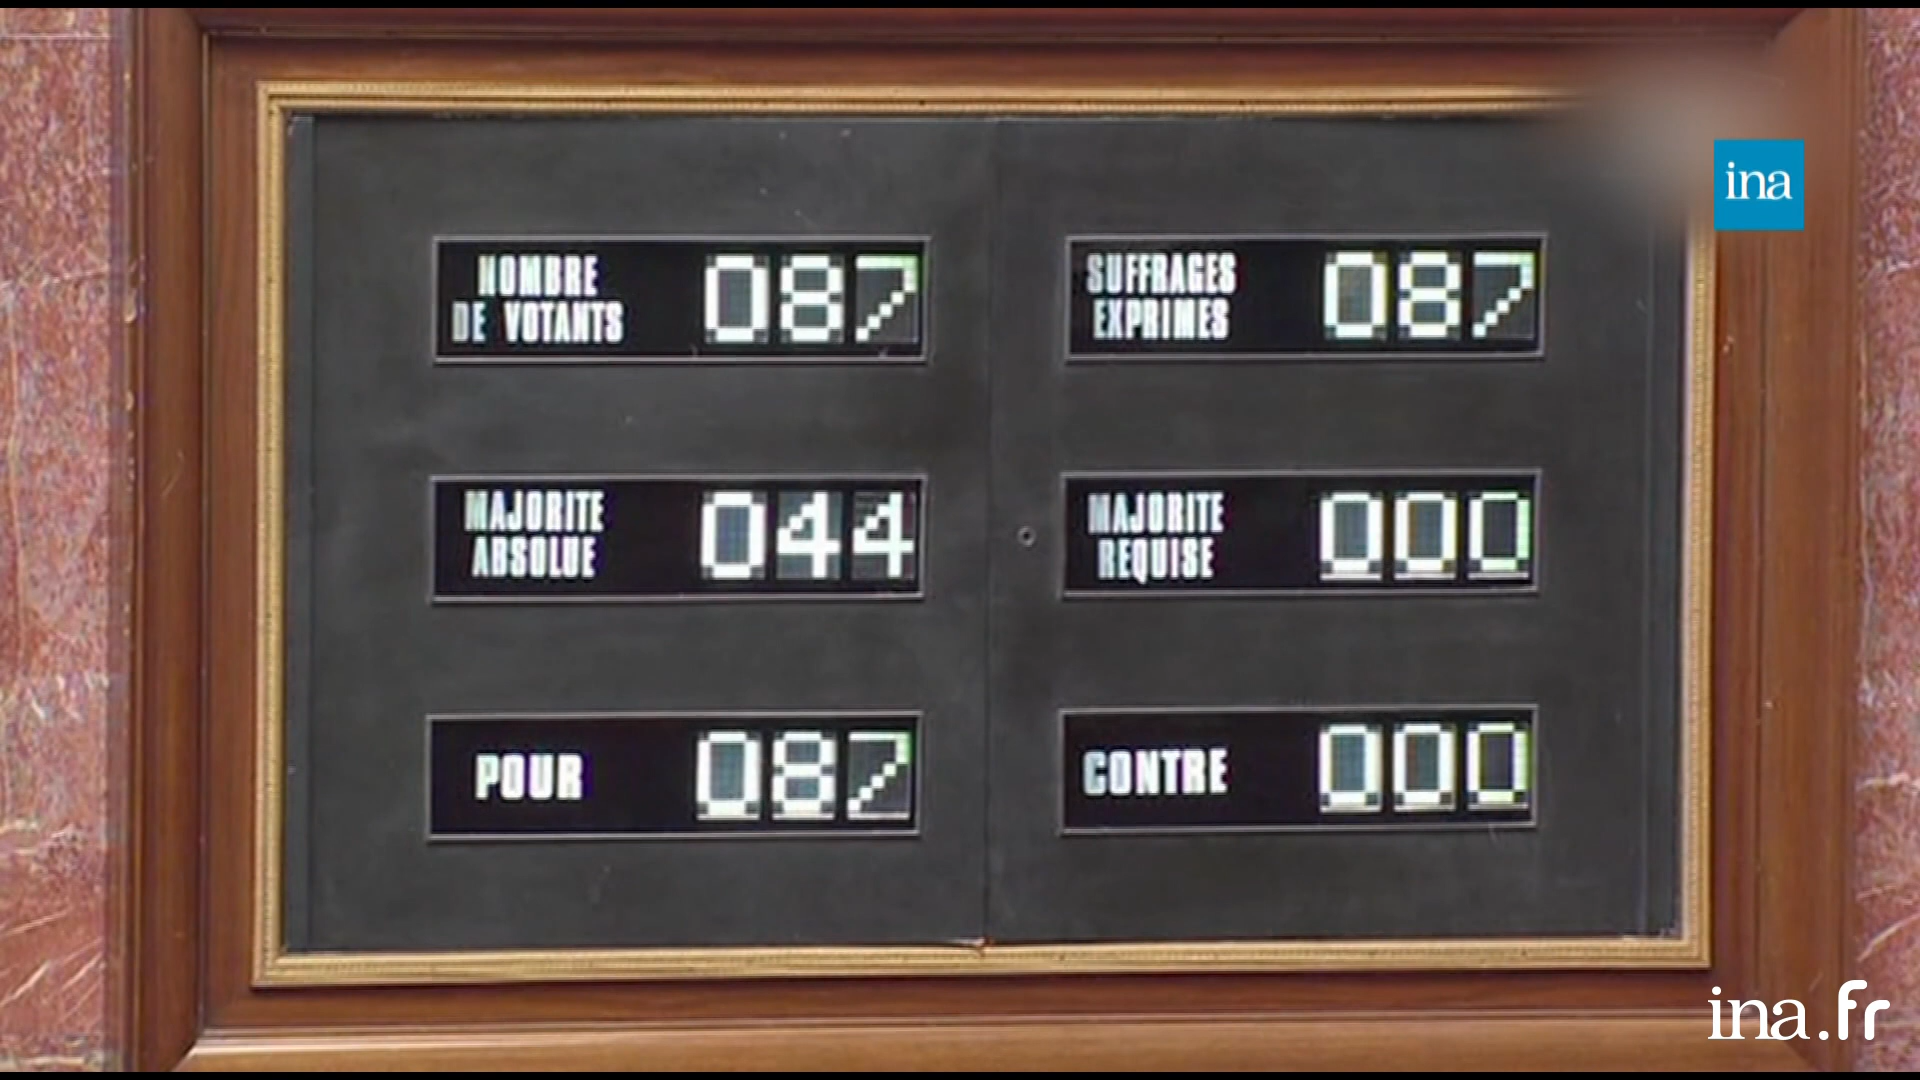 NOMBRE
DE VOTANTS
087
SUFFRAGES
EXPRIMES
087
MAJORITE
ABSOLUE
044
MAJORITE
REQUISE
000
POUR
087
CONTRE
000
ina
ina.fr